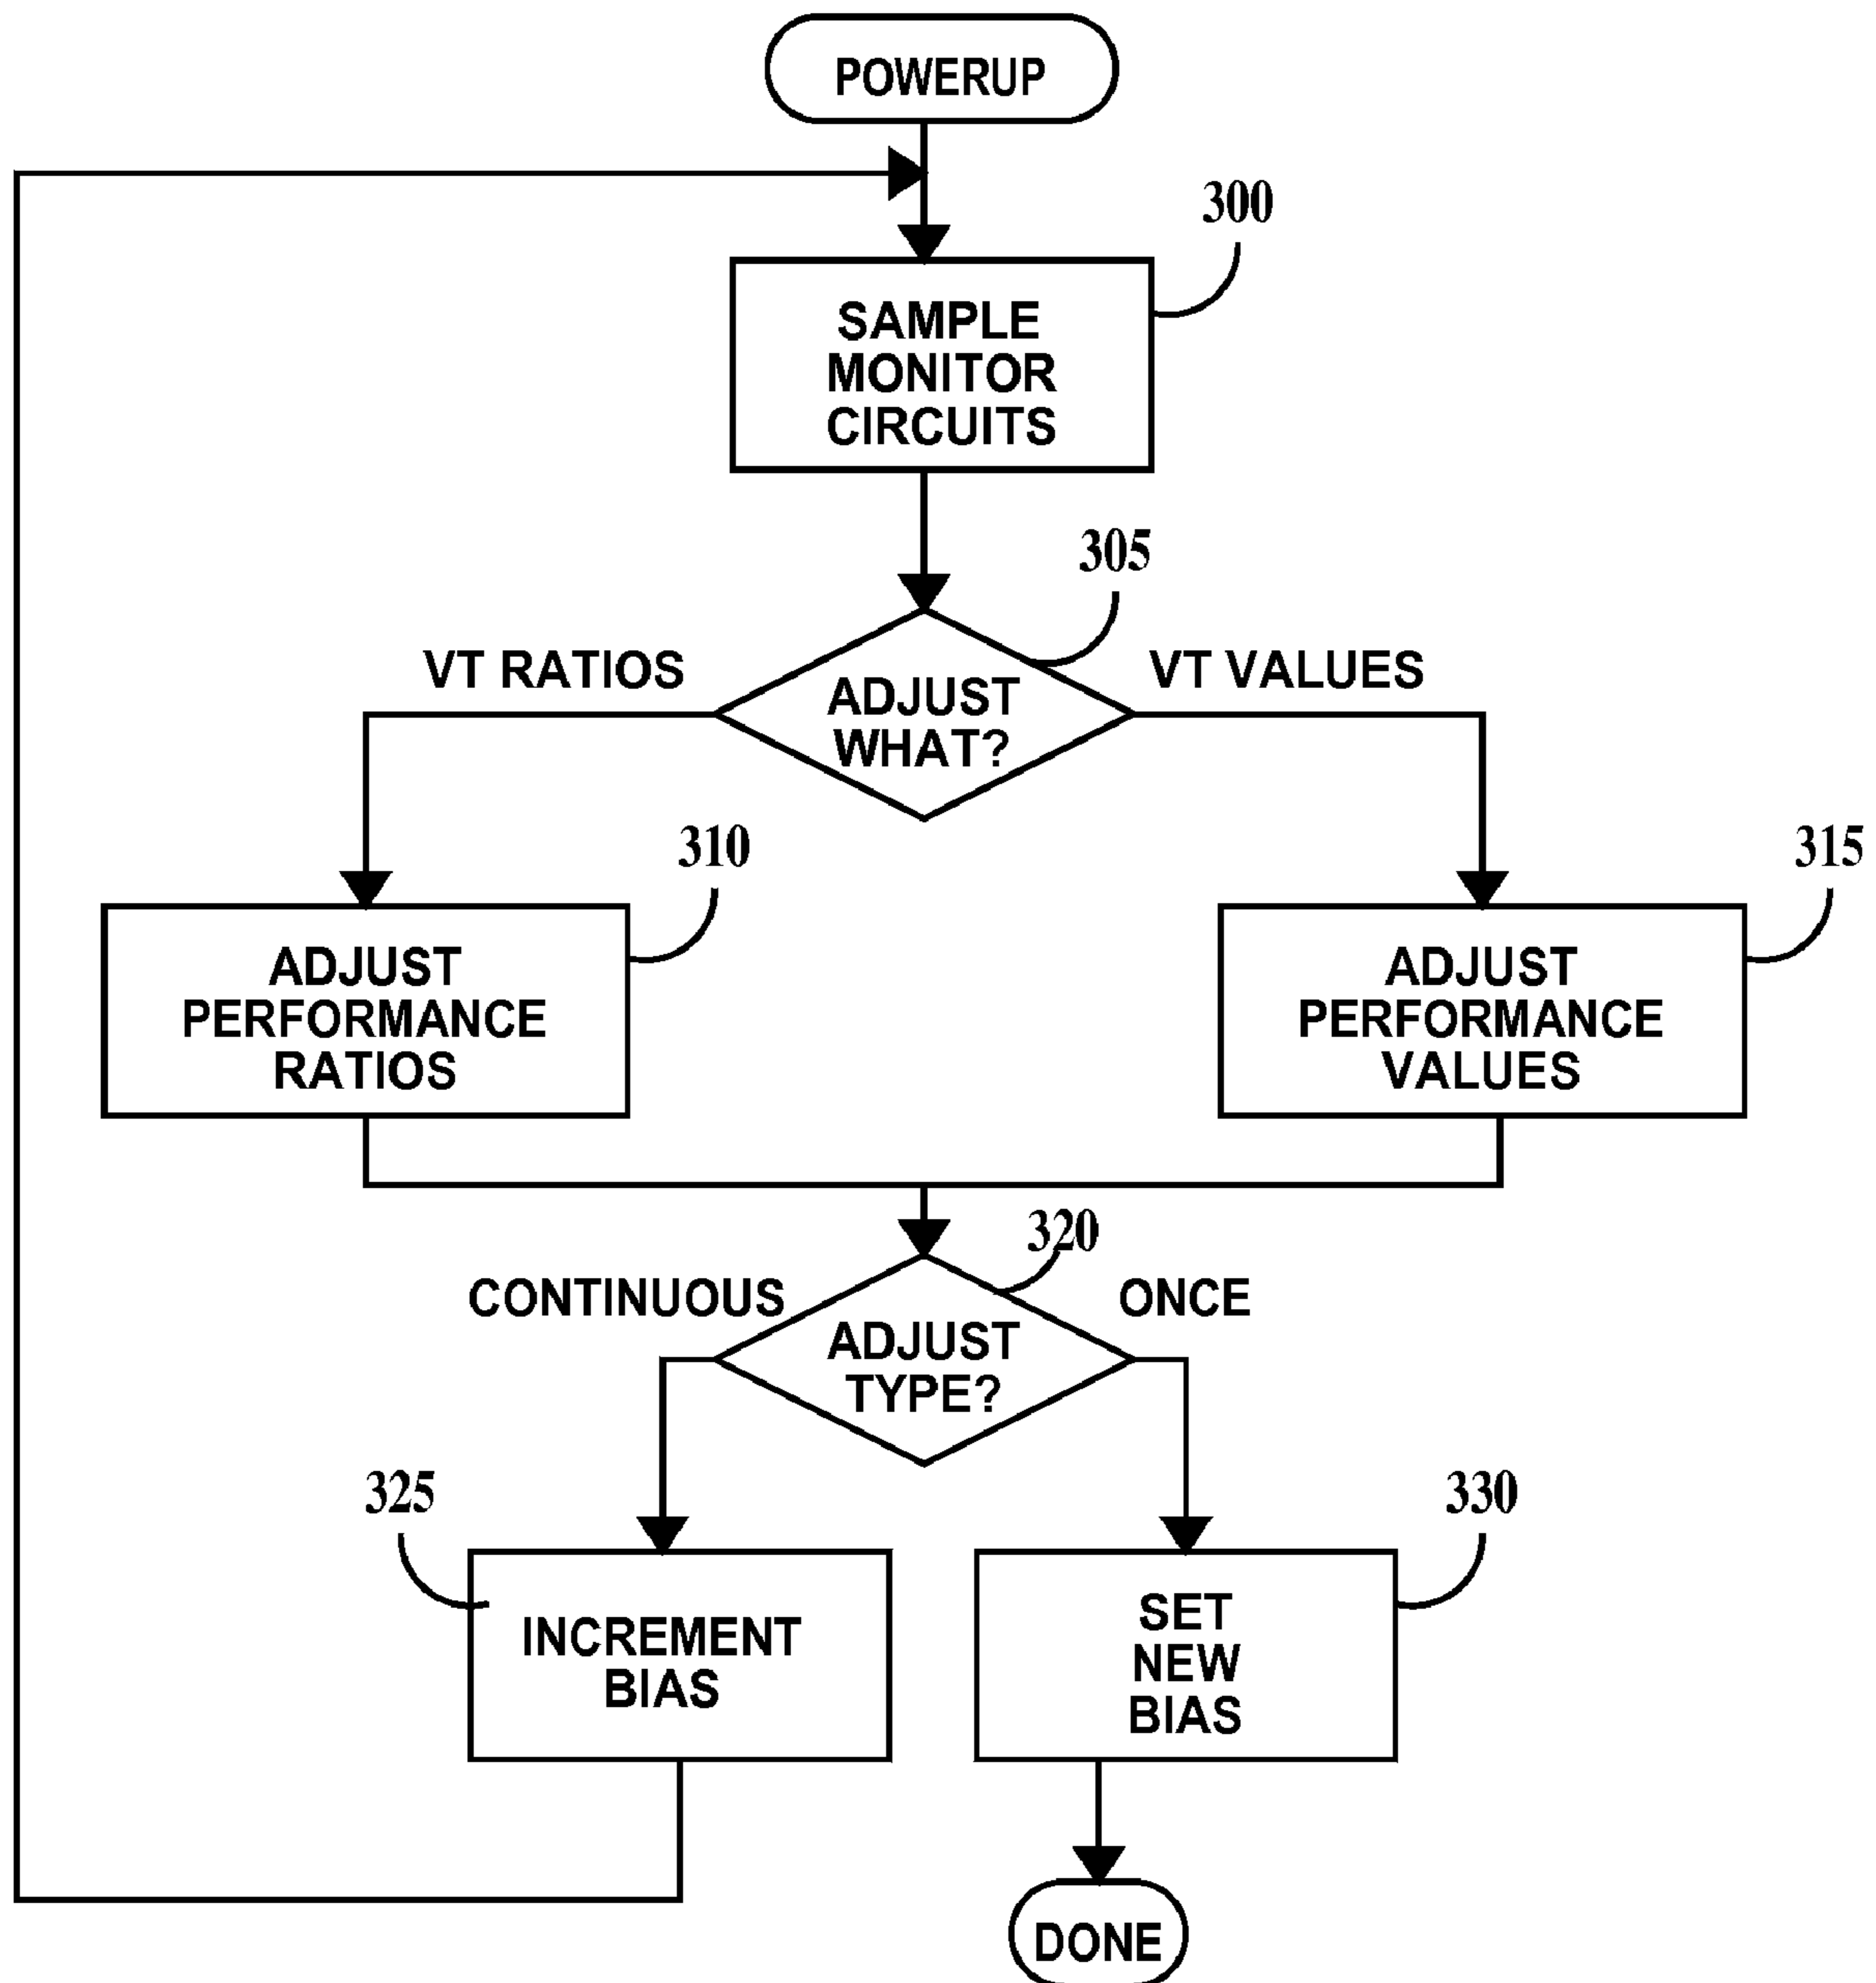 POWERUP
300
SAMPLE
MONITOR
CIRCUITS
305
VT RATIOS
VT VALUES
ADJUST
WHAT?
310
315
ADJUST
PERFORMANCE
RATIOS
ADJUST
PERFORMANCE
VALUES
320
CONTINUOUS
ONCE
ADJUST
TYPE?
325
330
INCREMENT
BIAS
SET
NEW
BIAS
DONE